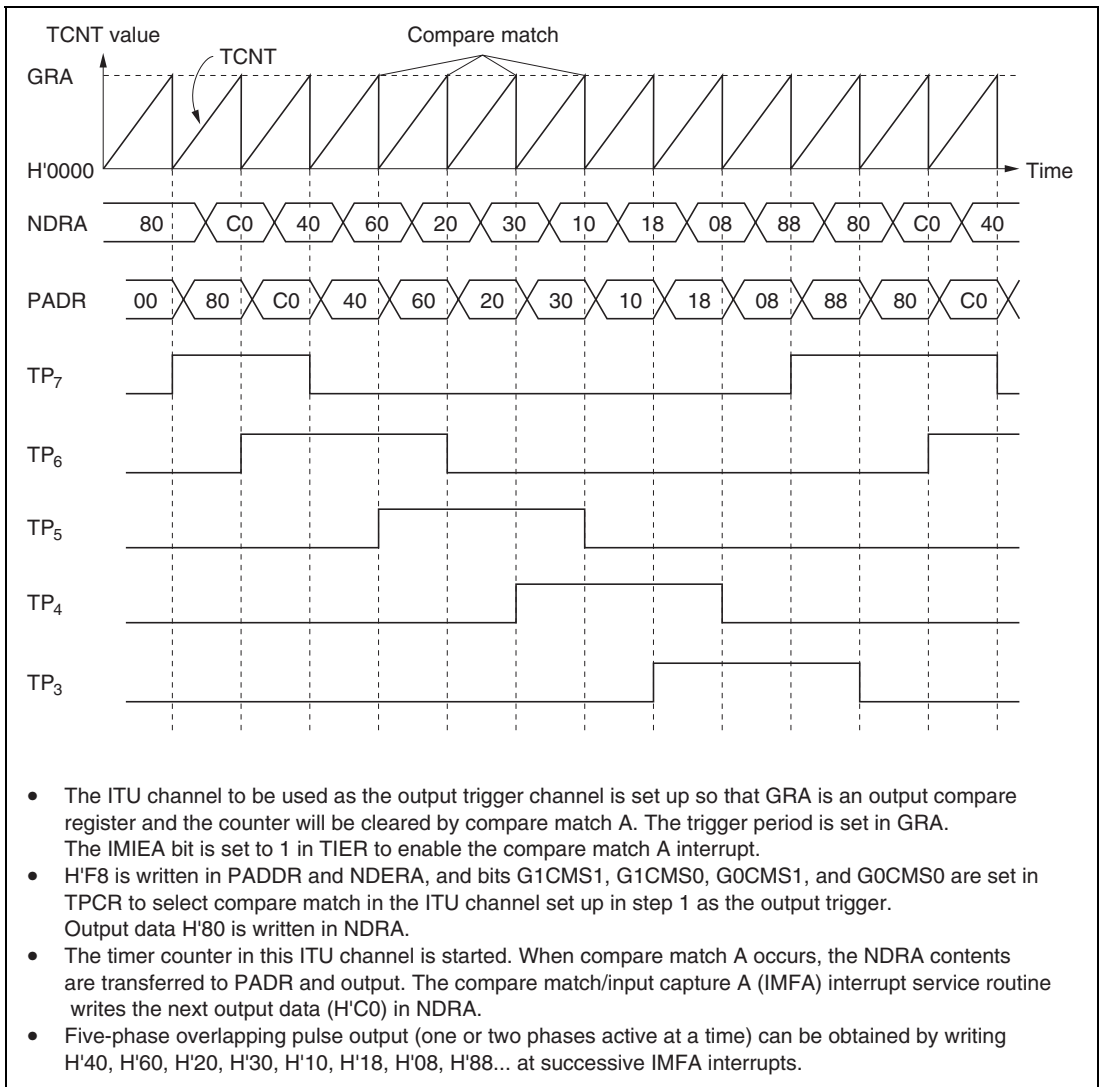 TCNT value
Compare match
TCNT
GRA
H'0000
Time
NDRA 80 C0 40 60 20 30 10 18 08 88 80 C0 40
PADR 00 80 C0 40 60 20 30 10 18 08 88 80 C0
TP7
TP6
TP5
TP4
TP3
• The ITU channel to be used as the output trigger channel is set up so that GRA is an output compare
register and the counter will be cleared by compare match A. The trigger period is set in GRA.
The IMIEA bit is set to 1 in TIER to enable the compare match A interrupt.
• H'F8 is written in PADDR and NDERA, and bits G1CMS1, G1CMS0, G0CMS1, and G0CMS0 are set in
TPCR to select compare match in the ITU channel set up in step 1 as the output trigger.
Output data H'80 is written in NDRA.
• The timer counter in this ITU channel is started. When compare match A occurs, the NDRA contents
are transferred to PADR and output. The compare match/input capture A (IMFA) interrupt service routine
writes the next output data (H'C0) in NDRA.
• Five-phase overlapping pulse output (one or two phases active at a time) can be obtained by writing
H'40, H'60, H'20, H'30, H'10, H'18, H'08, H'88... at successive IMFA interrupts.